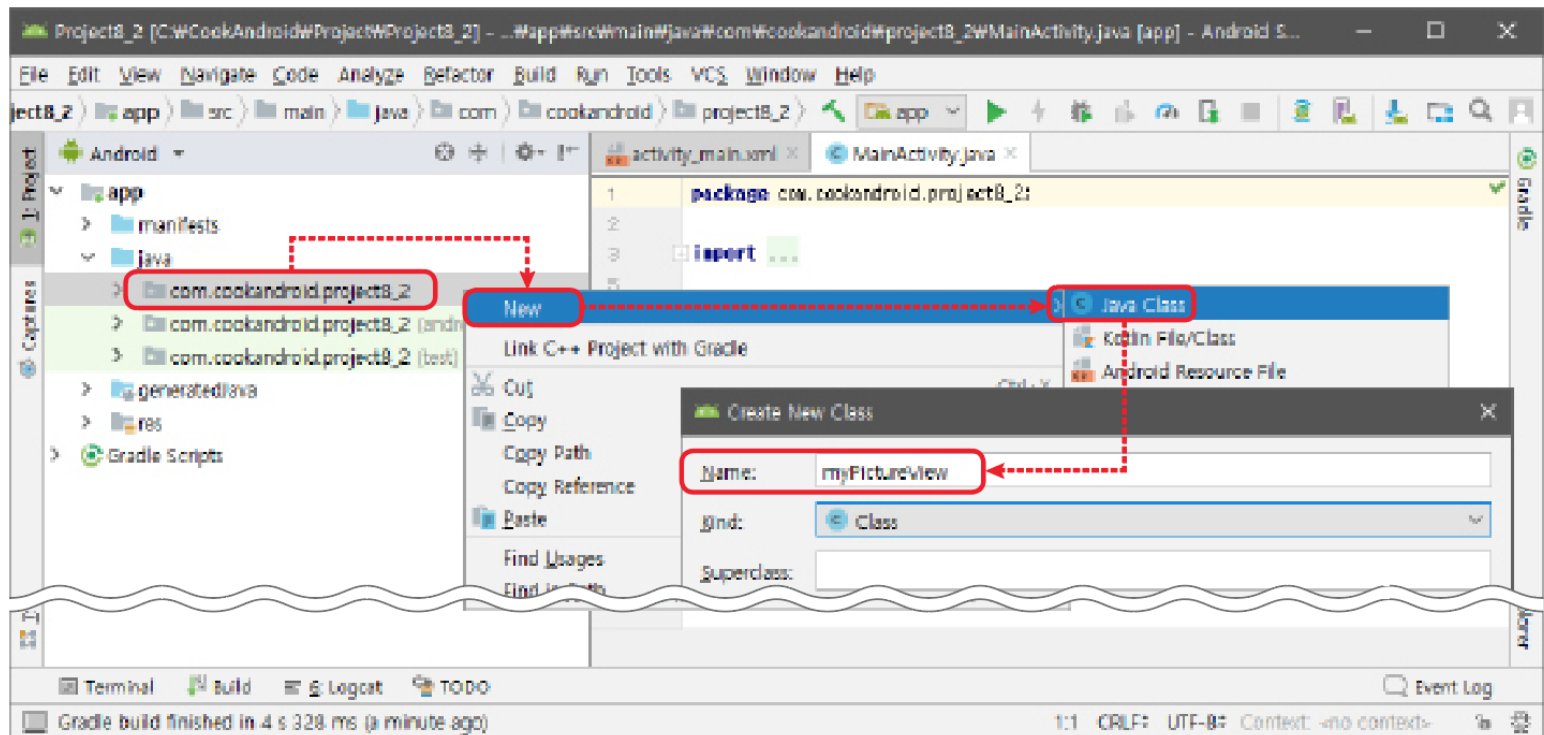 Project8_2 [C:₩CookAndroid₩Project₩Project8_2] - ...₩app₩src₩main₩java₩com₩cookandroid₩project8_2₩MainActivity.java [app] - Android S...
File Edit View Navigate Code Analyze Refactor Build Run Tools VCS Window Help
ject8_2 app src main java com cookandroid project8_2 app
1: Project
Android
activity_main.xml
MainActivity.java
Gradle
app
manifests
java
com.cookandroid.project8_2
com.cookandroid.project8_2 (andro
com.cookandroid.project8_2 (test)
generatedJava
res
Gradle Scripts
Captures
1 package com.cookandroid.project8_2;
2
3 import ...
5
New
Link C++ Project with Gradle
Cut Ctrl+X
Copy
Copy Path
Copy Reference
Paste
Find Usages
Find in Path
Java Class
Kotlin File/Class
Android Resource File
Create New Class
Name: myPictureView
Kind: Class
Superclass:
Terminal Build 6: Logcat TODO
Event Log
Gradle build finished in 4 s 328 ms (a minute ago)
1:1 CRLF UTF-8 Context: <no context>